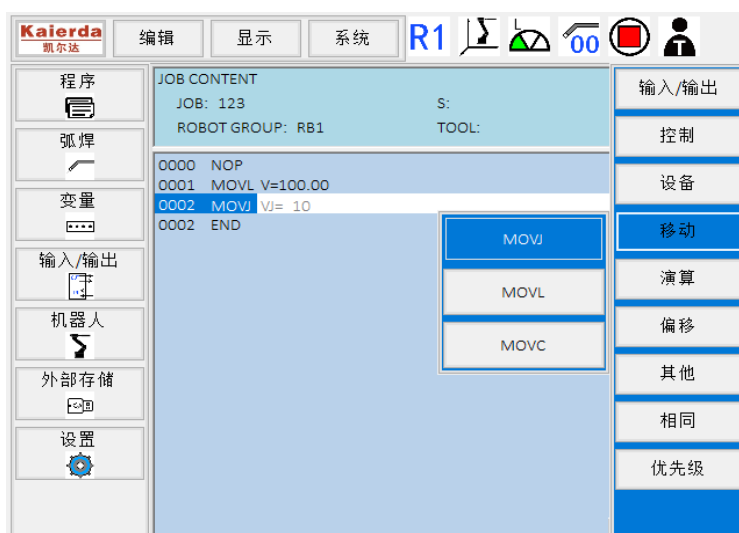 Kaierda
凯尔达
编辑
显示
系统
R1
00
T
程序
弧焊
变量
输入/输出
机器人
外部存储
设置
JOB CONTENT
JOB: 123 S:
ROBOT GROUP: RB1 TOOL:
0000 NOP
0001 MOVL V=100.00
0002 MOVJ VJ= 10
0002 END
MOVJ
MOVL
MOVC
输入/输出
控制
设备
移动
演算
偏移
其他
相同
优先级